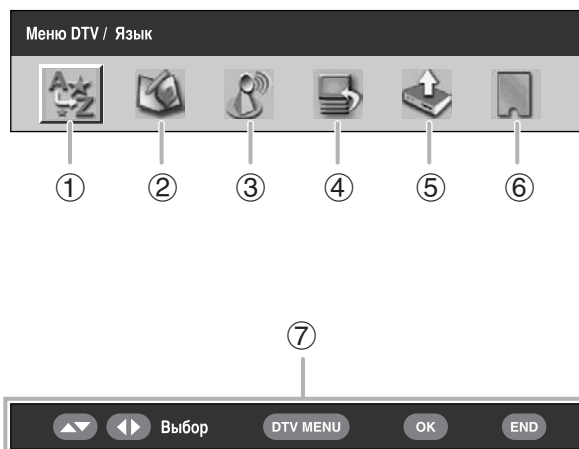 Меню DTV / Язык
① ② ③ ④ ⑤ ⑥
⑦
Выбор DTV MENU OK END